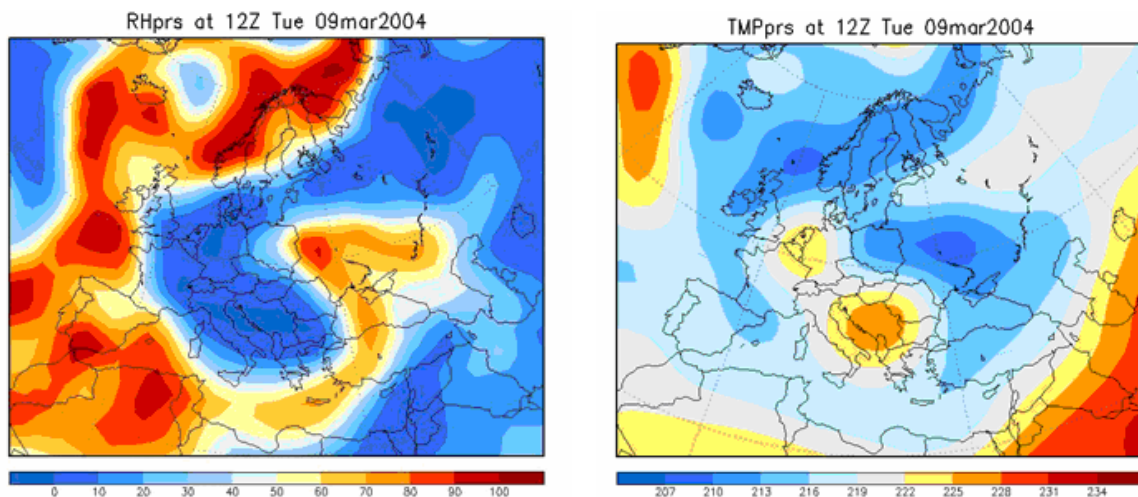 RHprs at 12Z Tue 09mar2004
TMPprs at 12Z Tue 09mar2004
0 10 20 30 40 50 60 70 80 90 100
207 210 213 216 219 222 225 228 231 234